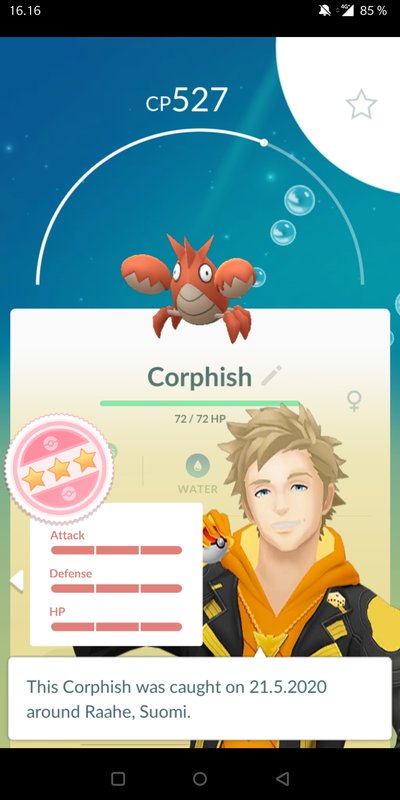 16.16
4G
85 %
CP527
Corphish
72 / 72 HP
WATER
Attack
Defense
HP
This Corphish was caught on 21.5.2020
around Raahe, Suomi.